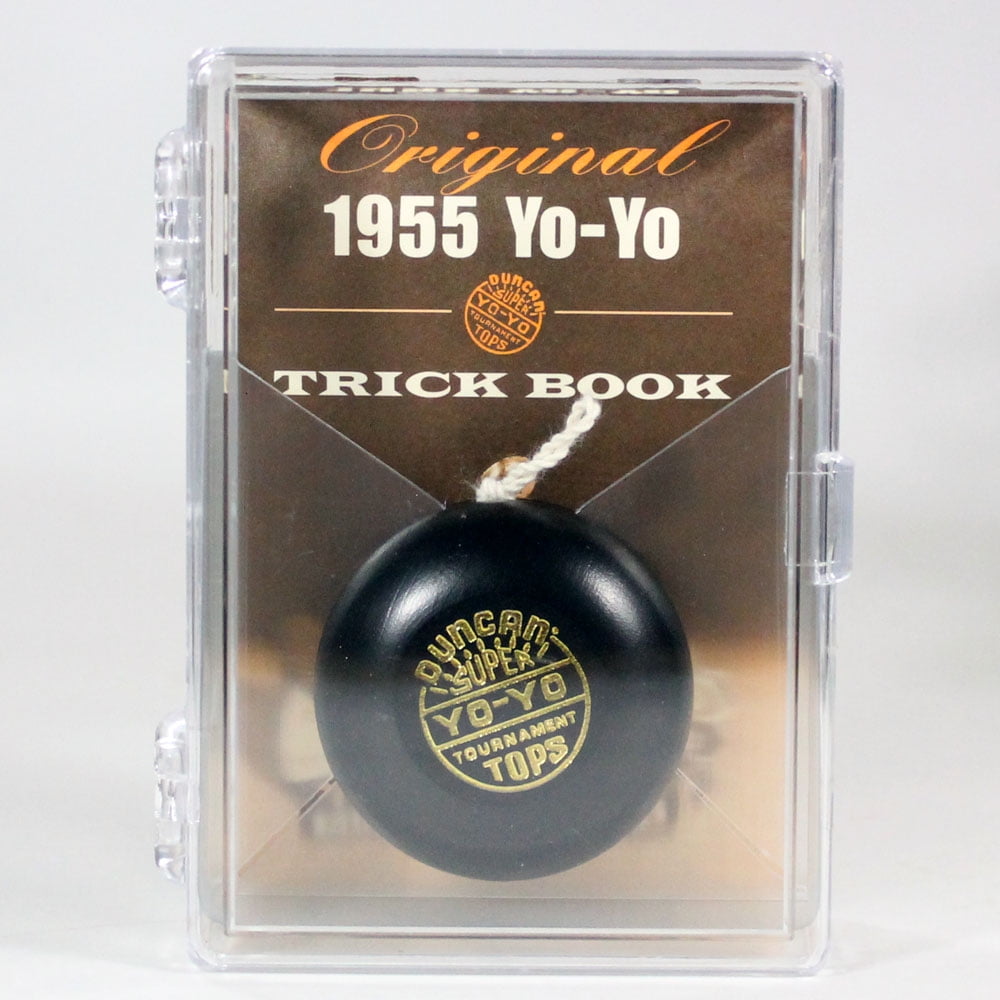 Original
1955 Yo-Yo
DUNCAN
SUPER
YO-YO
TOURNAMENT
TOPS
TRICK BOOK
DUNCAN
SUPER
YO-YO
TOURNAMENT
TOPS